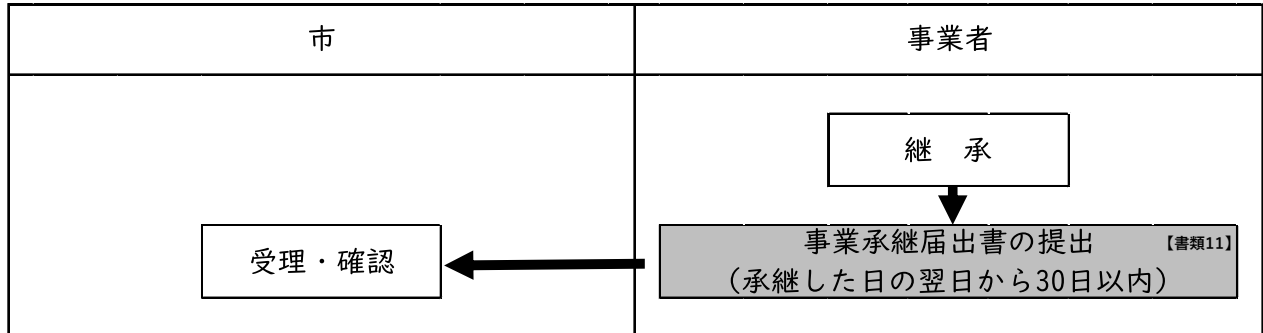 市
事業者
継 承
事業承継届出書の提出 【書類11】
（承継した日の翌日から30日以内）
受理・確認